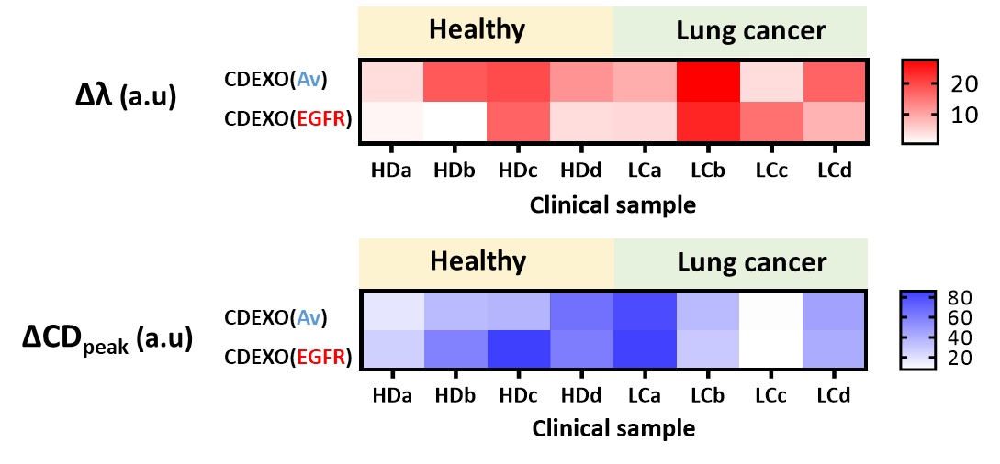 Healthy Lung cancer
Δλ (a.u)
CDEXO(Av)
CDEXO(EGFR)
20
10
HDa HDb HDc HDd LCa LCb LCc LCd
Clinical sample
Healthy Lung cancer
ΔCDpeak (a.u)
CDEXO(Av)
CDEXO(EGFR)
80
60
40
20
HDa HDb HDc HDd LCa LCb LCc LCd
Clinical sample